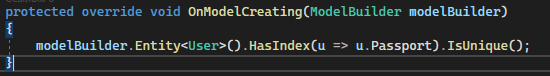 protected override void OnModelCreating(ModelBuilder modelBuilder)
{
modelBuilder.Entity<User>().HasIndex(u => u.Passport).IsUnique();
}